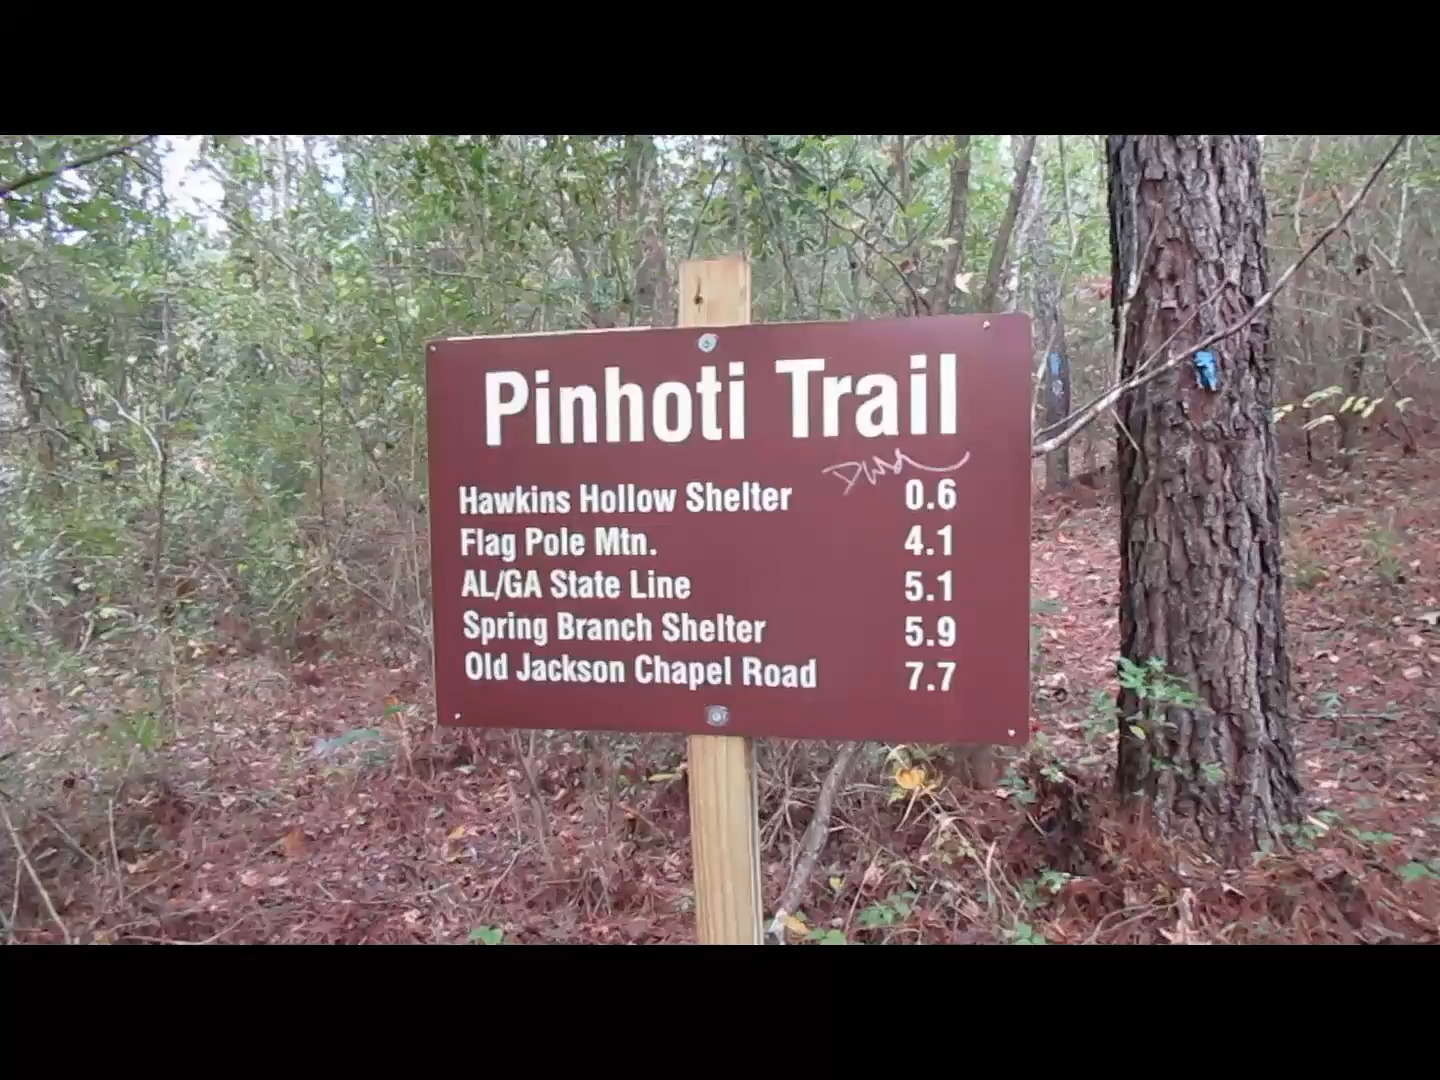 Pinhoti Trail
Hawkins Hollow Shelter 0.6
Flag Pole Mtn. 4.1
AL/GA State Line 5.1
Spring Branch Shelter 5.9
Old Jackson Chapel Road 7.7